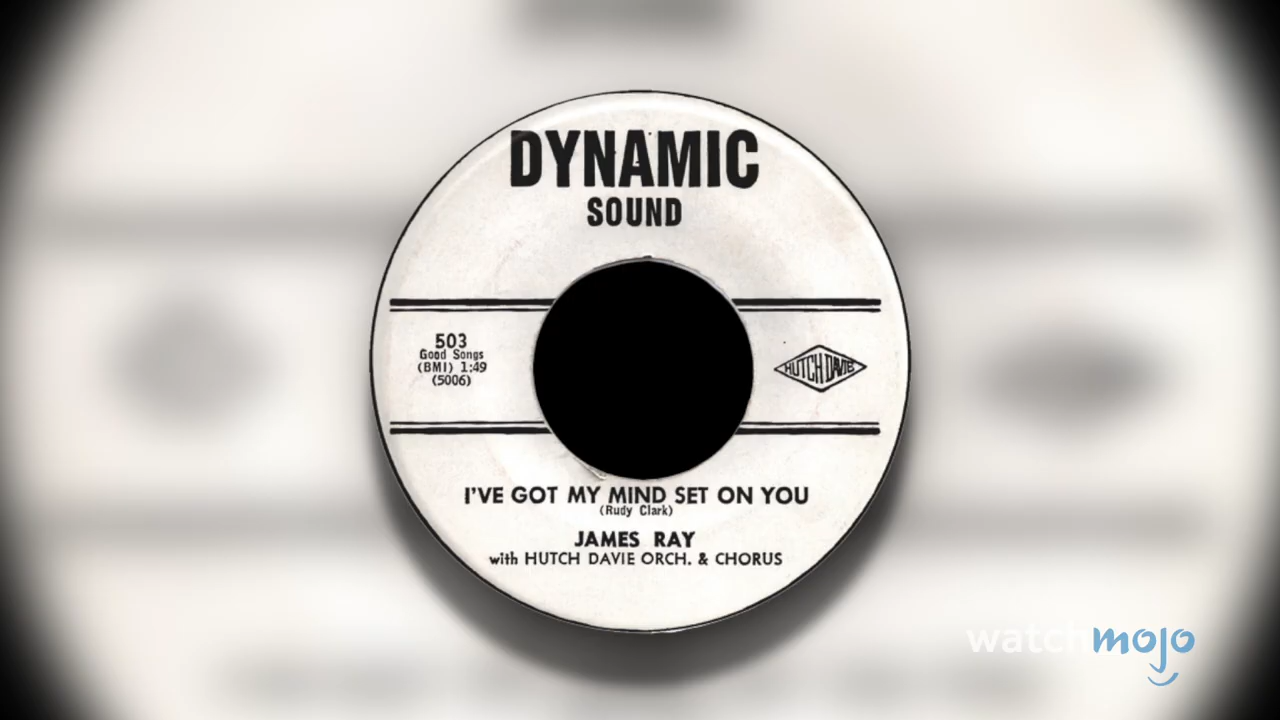 DYNAMIC
SOUND
503
Good Songs
(BMI) 1:49
(5006)
HUTCH DAVIE
I'VE GOT MY MIND SET ON YOU
(Rudy Clark)
JAMES RAY
with HUTCH DAVIE ORCH. & CHORUS
watchmojo